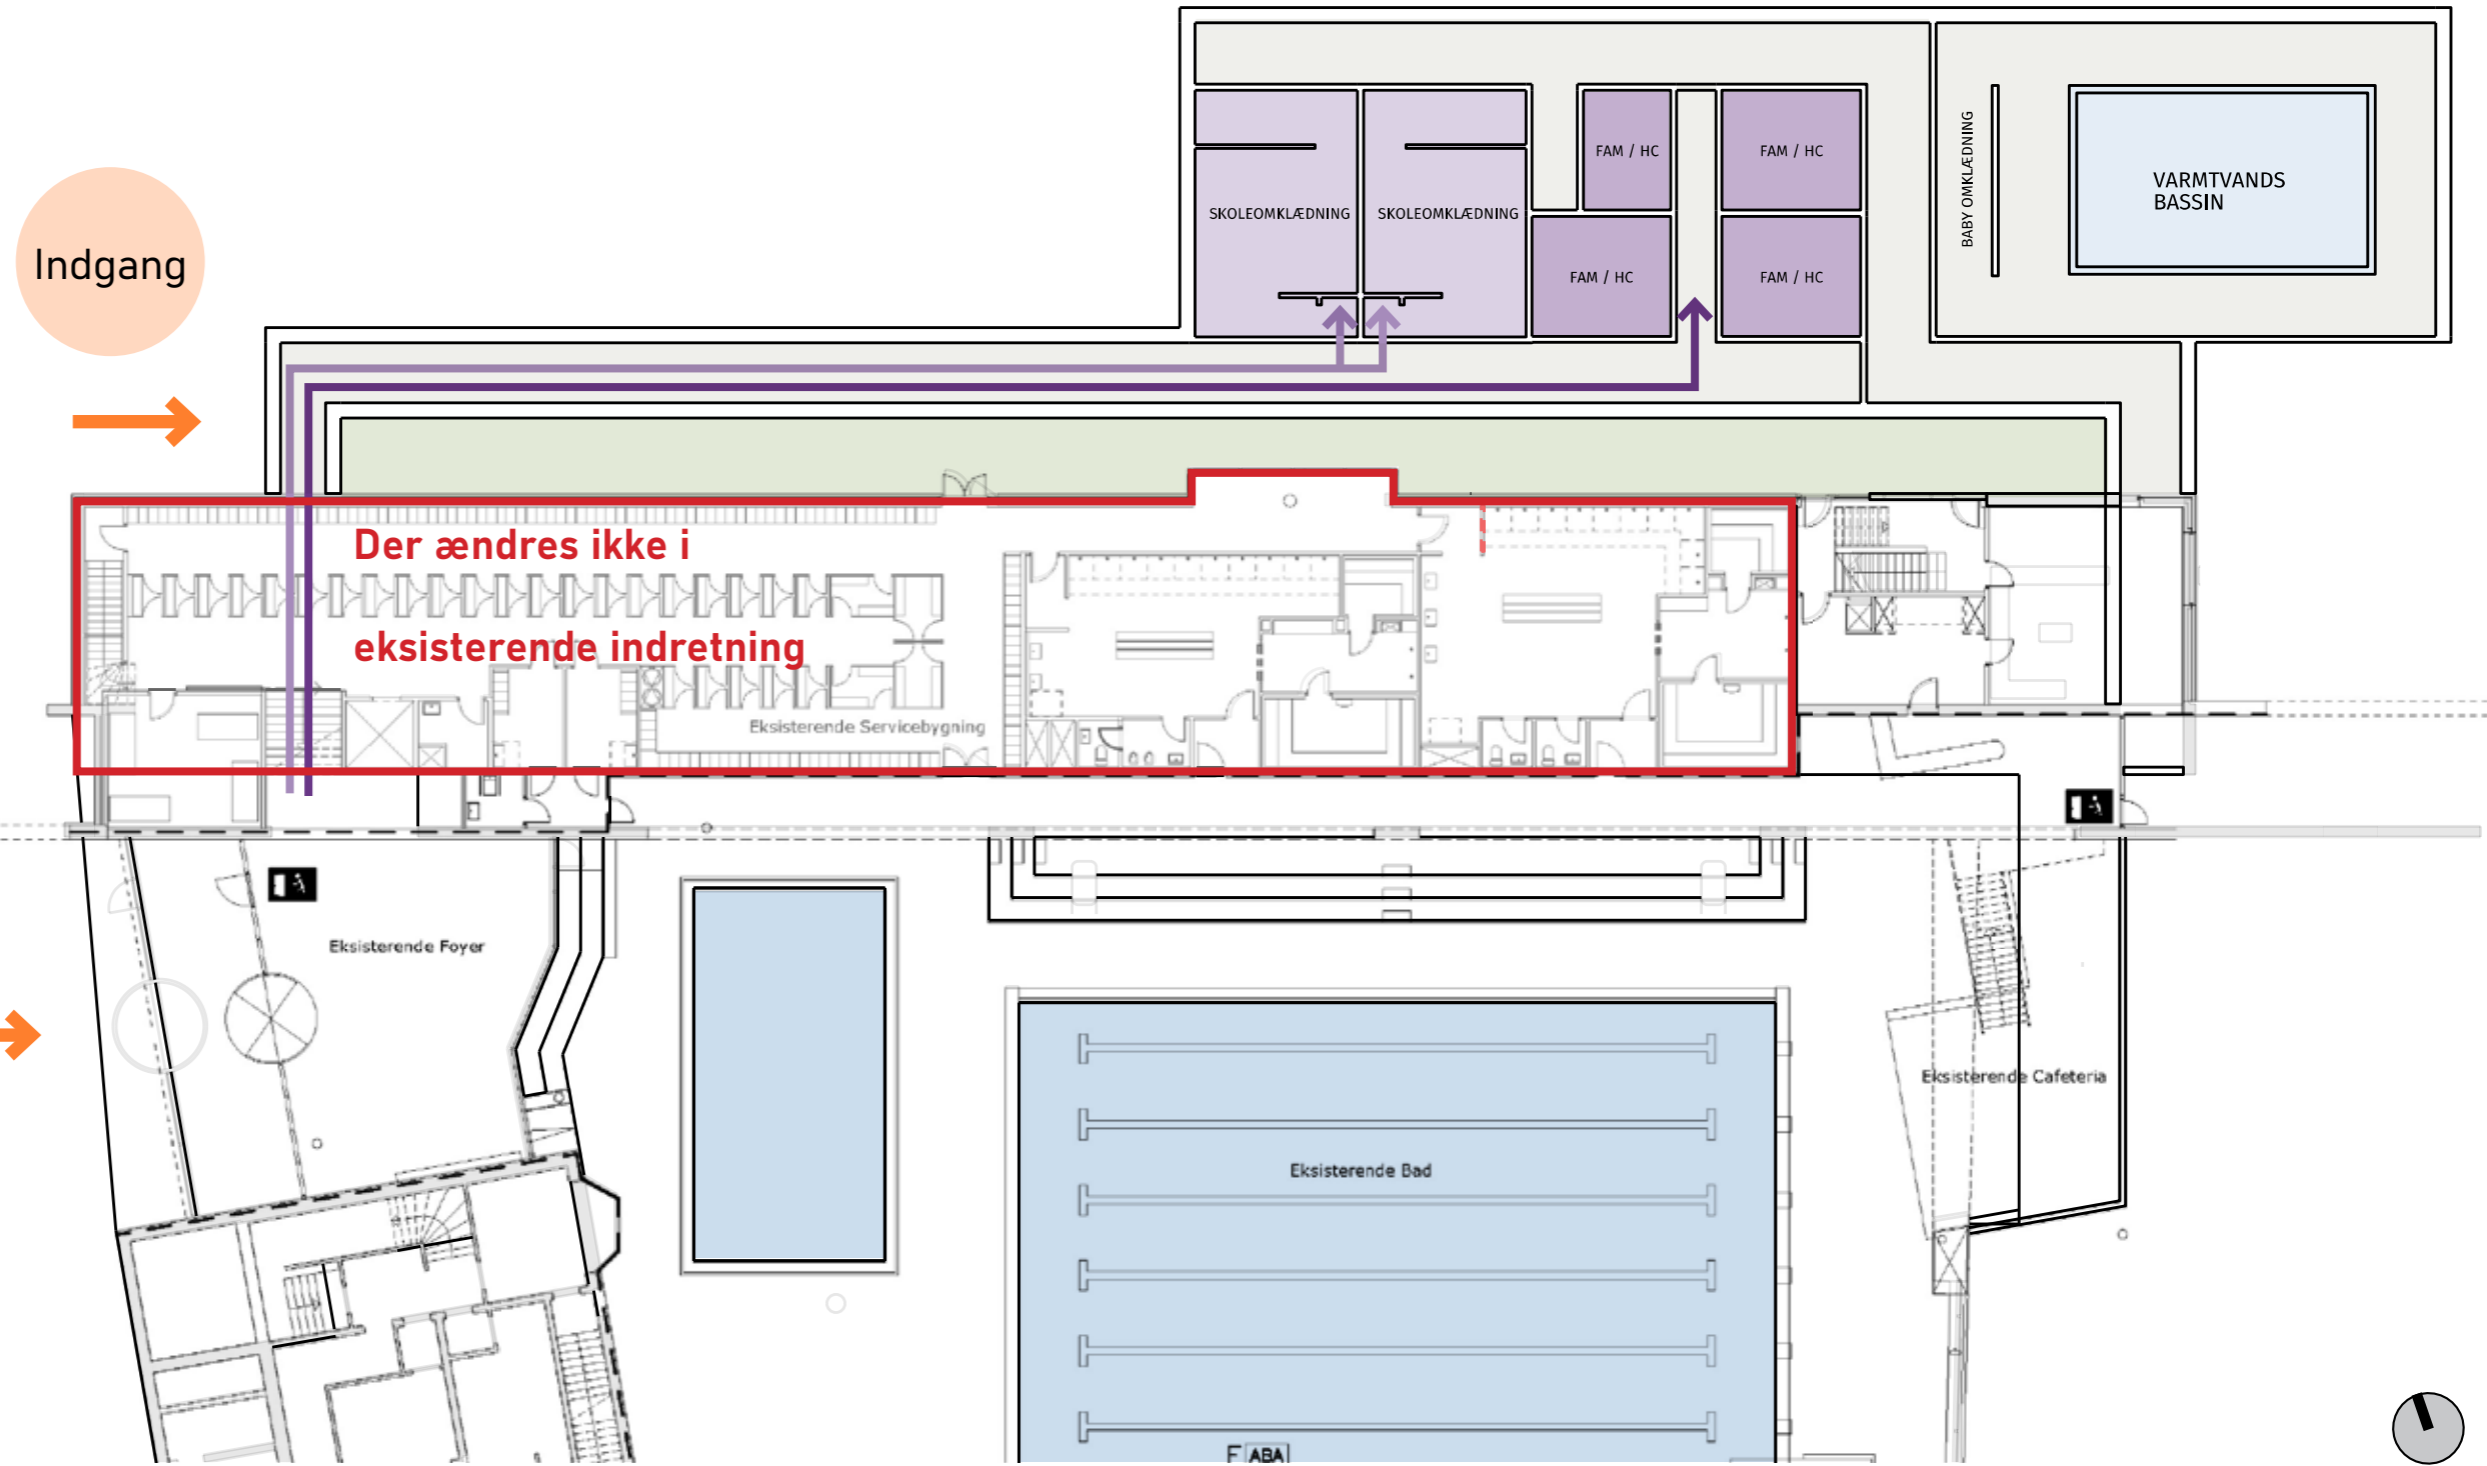 Indgang
SKOLEOMKLÆDNING
SKOLEOMKLÆDNING
FAM / HC
FAM / HC
FAM / HC
FAM / HC
BABY OMKLÆDNING
VARMTVANDS
BASSIN
Der ændres ikke i
eksisterende indretning
Eksisterende Servicebygning
Eksisterende Foyer
Eksisterende Cafeteria
Eksisterende Bad
F ABA